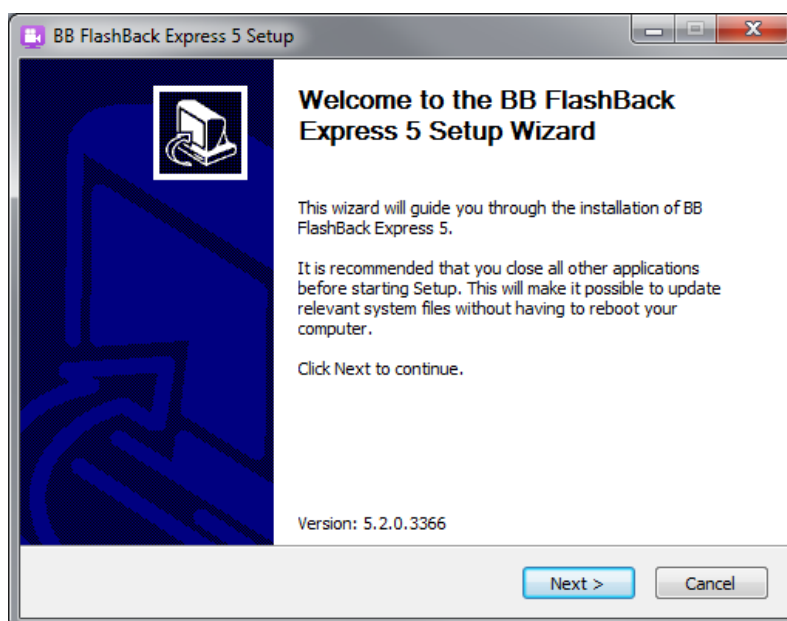 BB FlashBack Express 5 Setup
Welcome to the BB FlashBack
Express 5 Setup Wizard
This wizard will guide you through the installation of BB
FlashBack Express 5.
It is recommended that you close all other applications
before starting Setup. This will make it possible to update
relevant system files without having to reboot your
computer.
Click Next to continue.
Version: 5.2.0.3366
Next >
Cancel